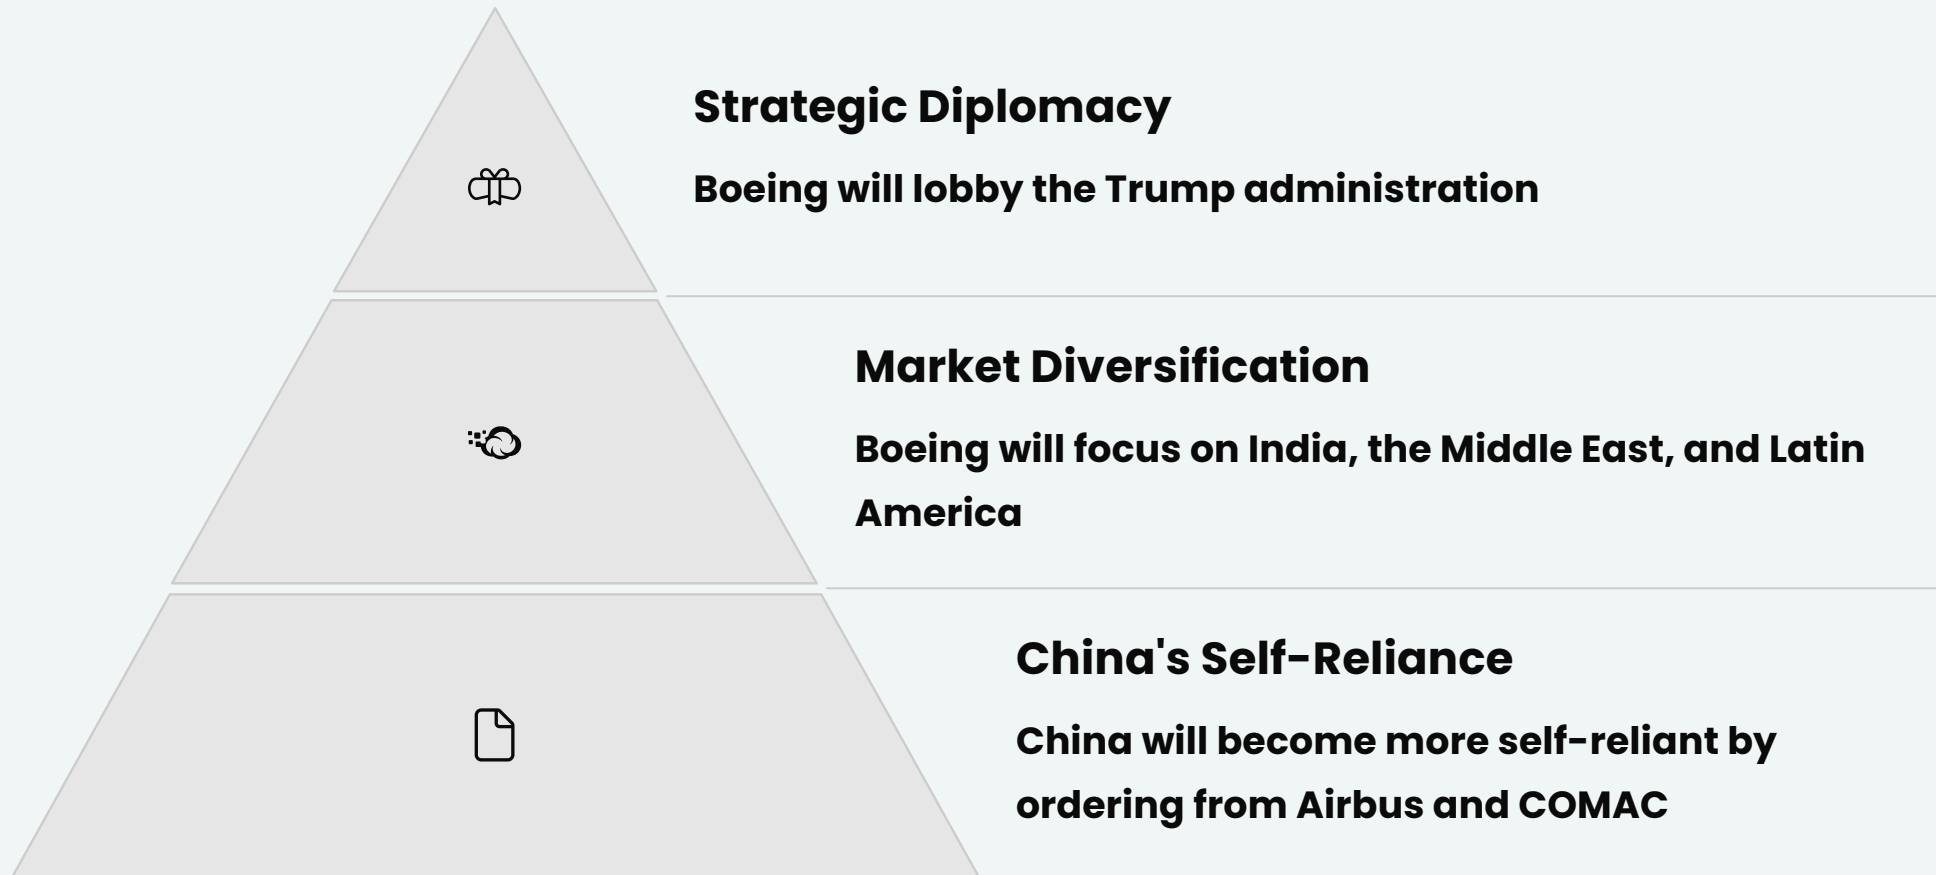 Strategic Diplomacy
Boeing will lobby the Trump administration
Market Diversification
Boeing will focus on India, the Middle East, and Latin
America
China's Self-Reliance
China will become more self-reliant by
ordering from Airbus and COMAC